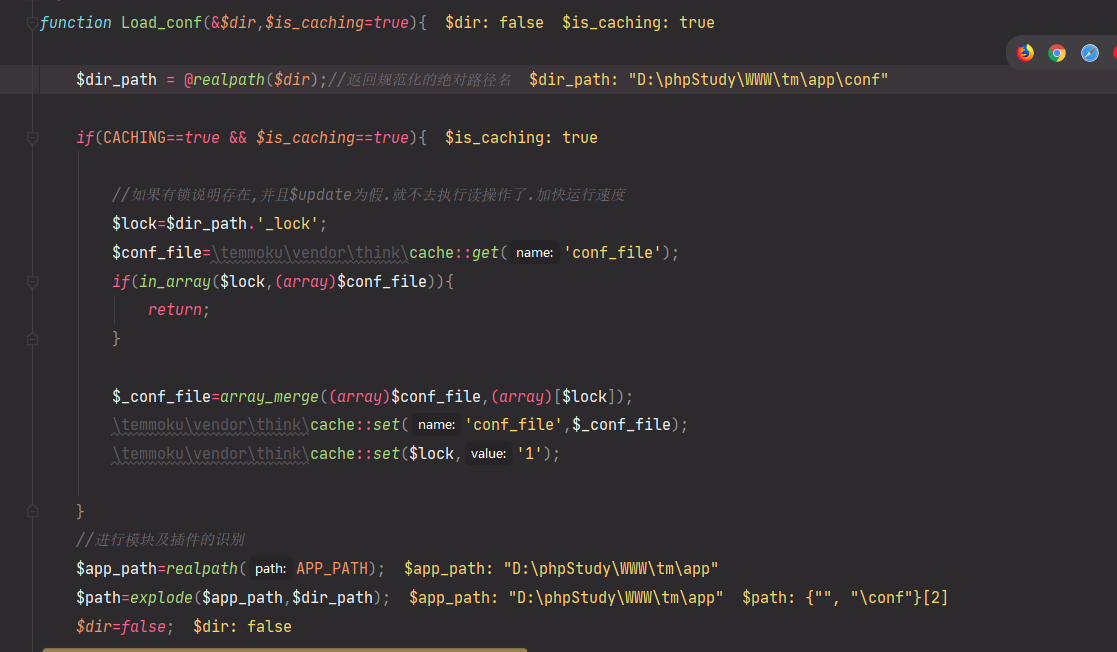 function Load_conf(&$dir,$is_caching=true){  $dir: false  $is_caching: true
$dir_path = @realpath($dir);//返回规范化的绝对路径名  $dir_path: "D:\phpStudy\WWW\tm\app\conf"
if(CACHING==true && $is_caching==true){  $is_caching: true
//如果有锁说明存在,并且$update为假.就不去执行读操作了.加快运行速度
$lock=$dir_path.'_lock';
$conf_file=\temmoku\vendor\think\cache::get( name: 'conf_file');
if(in_array($lock,(array)$conf_file)){
return;
}
$_conf_file=array_merge((array)$conf_file,(array)[$lock]);
\temmoku\vendor\think\cache::set( name: 'conf_file',$_conf_file);
\temmoku\vendor\think\cache::set($lock, value: '1');
}
//进行模块及插件的识别
$app_path=realpath( path: APP_PATH);  $app_path: "D:\phpStudy\WWW\tm\app"
$path=explode($app_path,$dir_path);  $app_path: "D:\phpStudy\WWW\tm\app"  $path: {"", "\conf"}[2]
$dir=false;  $dir: false